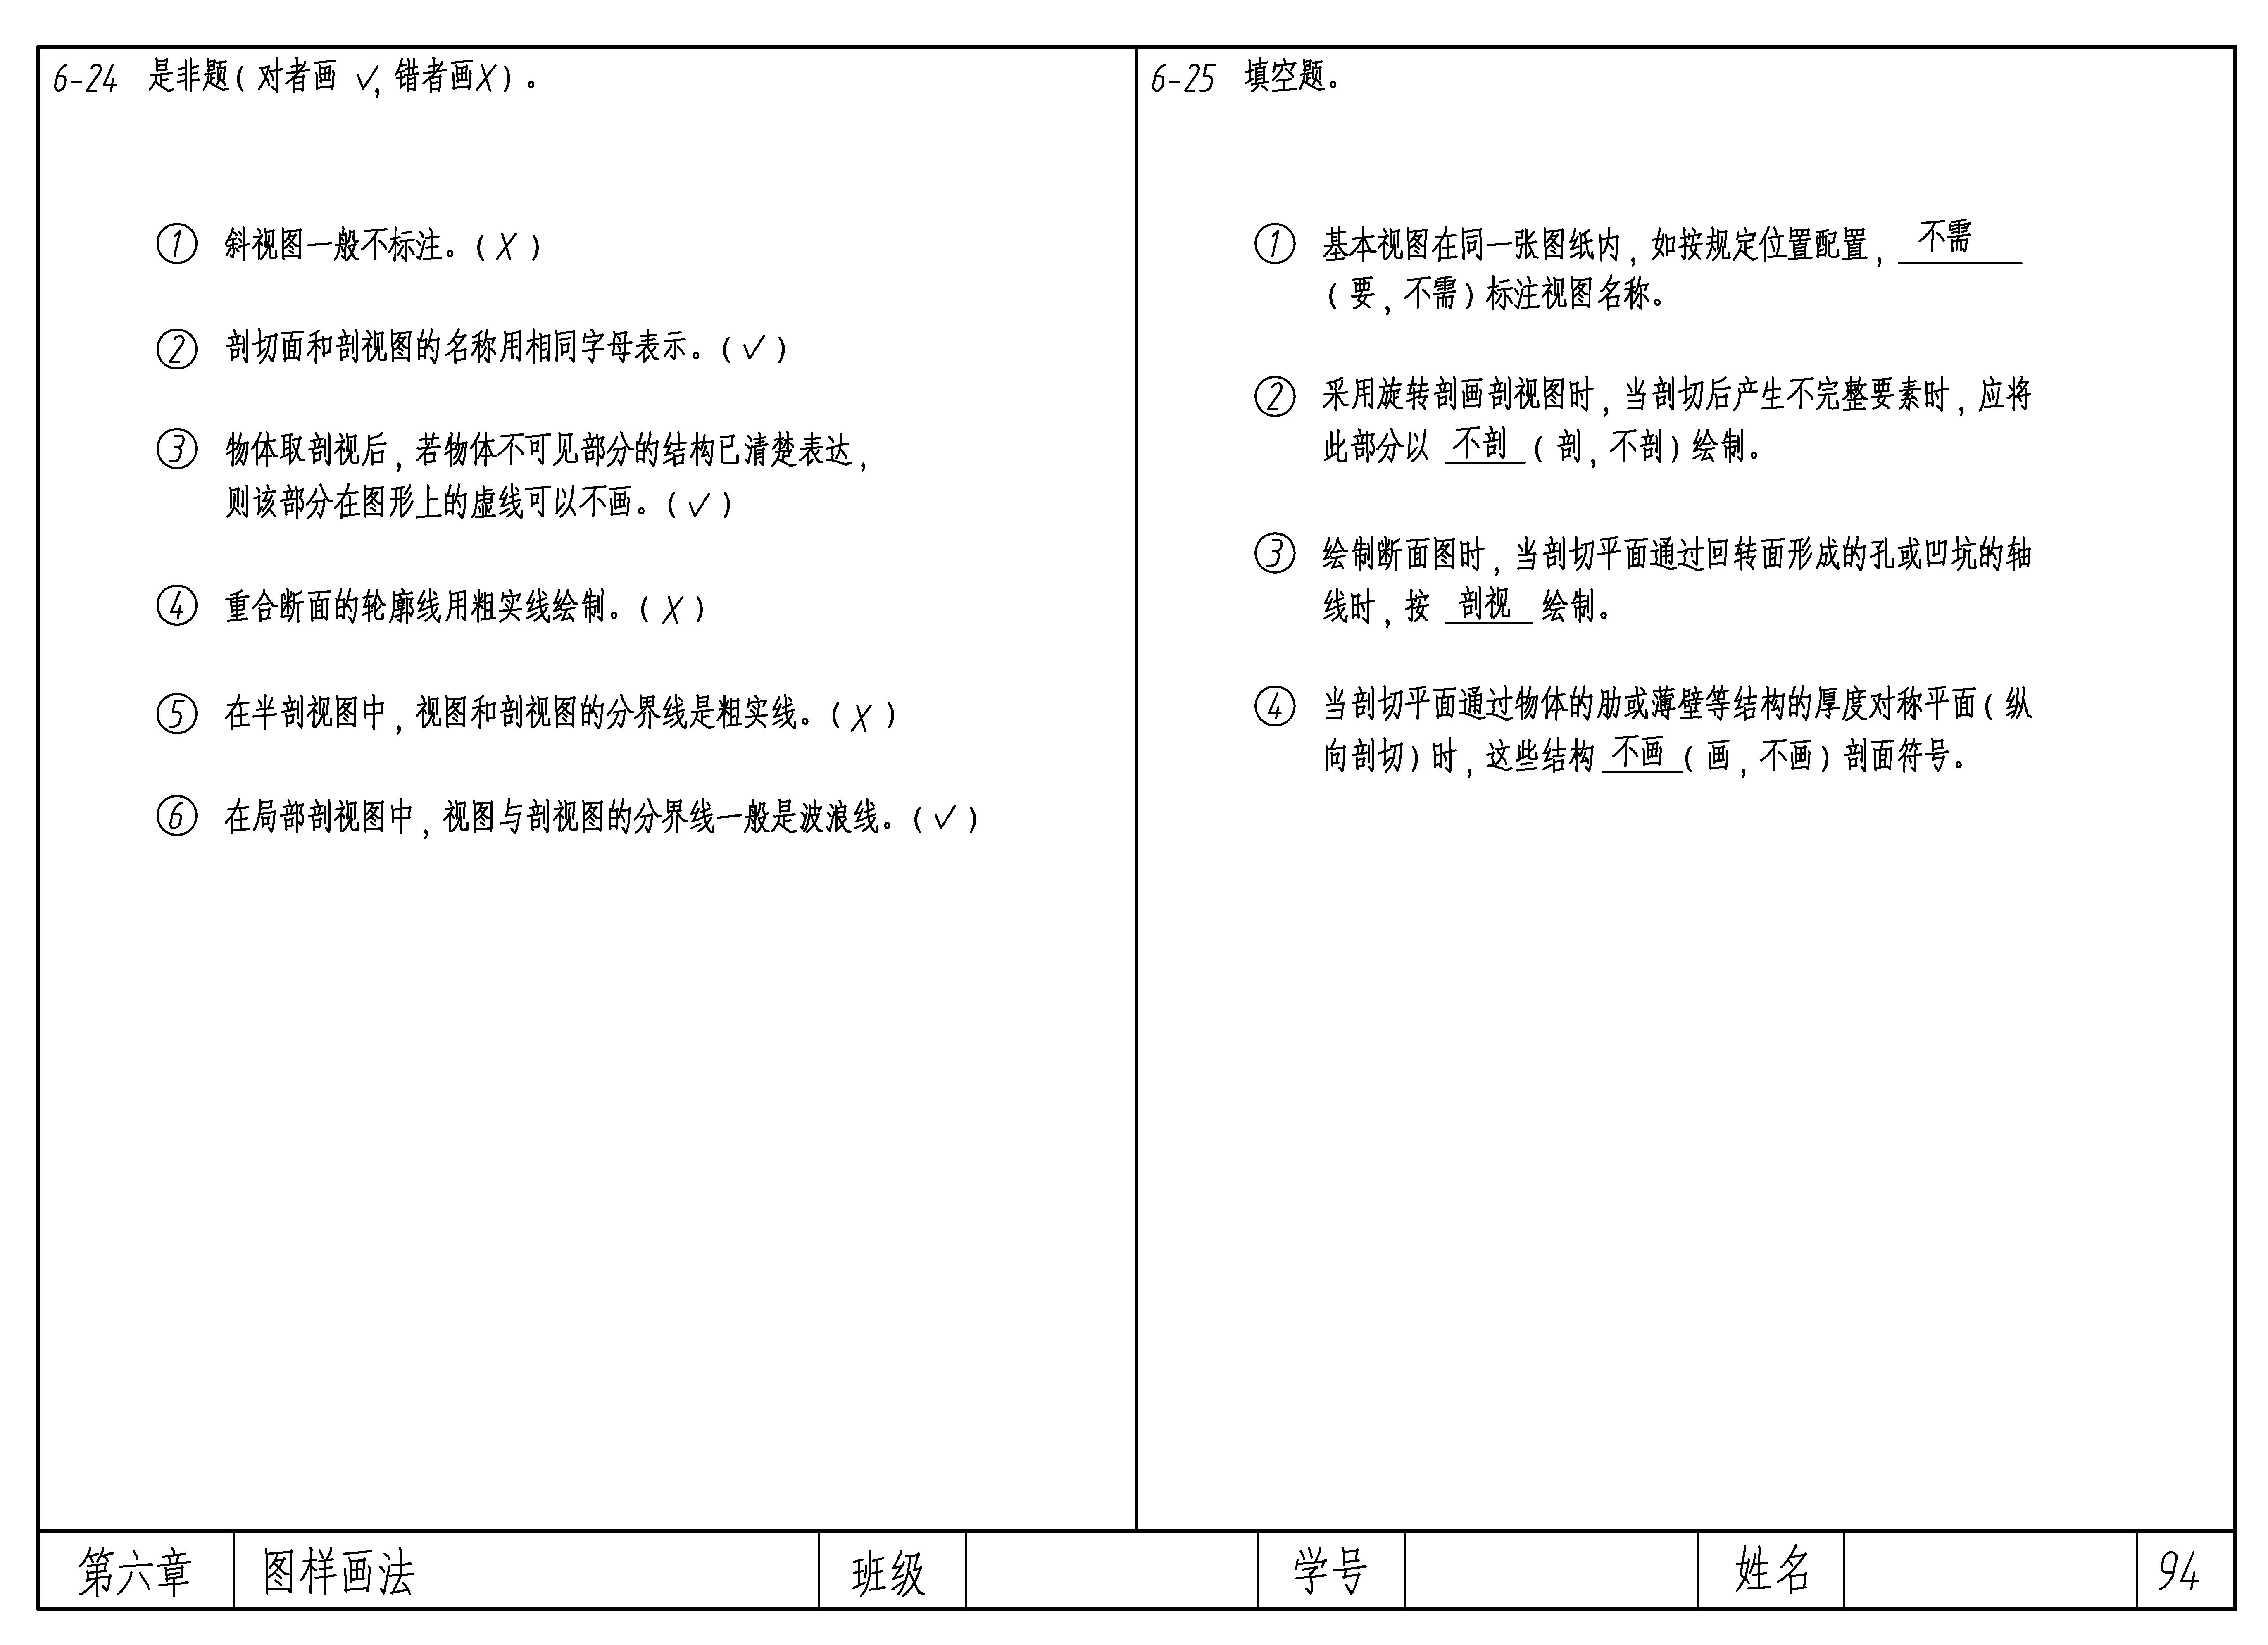 6-24 是非题(对者画 ✓, 错者画X)。
① 斜视图一般不标注。(X)
② 剖切面和剖视图的名称用相同字母表示。(✓)
③ 物体取剖视后,若物体不可见部分的结构已清楚表达,
则该部分在图形上的虚线可以不画。(✓)
④ 重合断面的轮廓线用粗实线绘制。(X)
⑤ 在半剖视图中,视图和剖视图的分界线是粗实线。(X)
⑥ 在局部剖视图中,视图与剖视图的分界线一般是波浪线。(✓)
6-25 填空题。
① 基本视图在同一张图纸内,如按规定位置配置, 不需
(要,不需)标注视图名称。
② 采用旋转剖画剖视图时,当剖切后产生不完整要素时,应将
此部分以 不剖 (剖,不剖)绘制。
③ 绘制断面图时,当剖切平面通过回转面形成的孔或凹坑的轴
线时,按 剖视 绘制。
④ 当剖切平面通过物体的肋或薄壁等结构的厚度对称平面(纵
向剖切)时,这些结构 不画 (画,不画)剖面符号。
第六章 图样画法 班级 学号 姓名 94